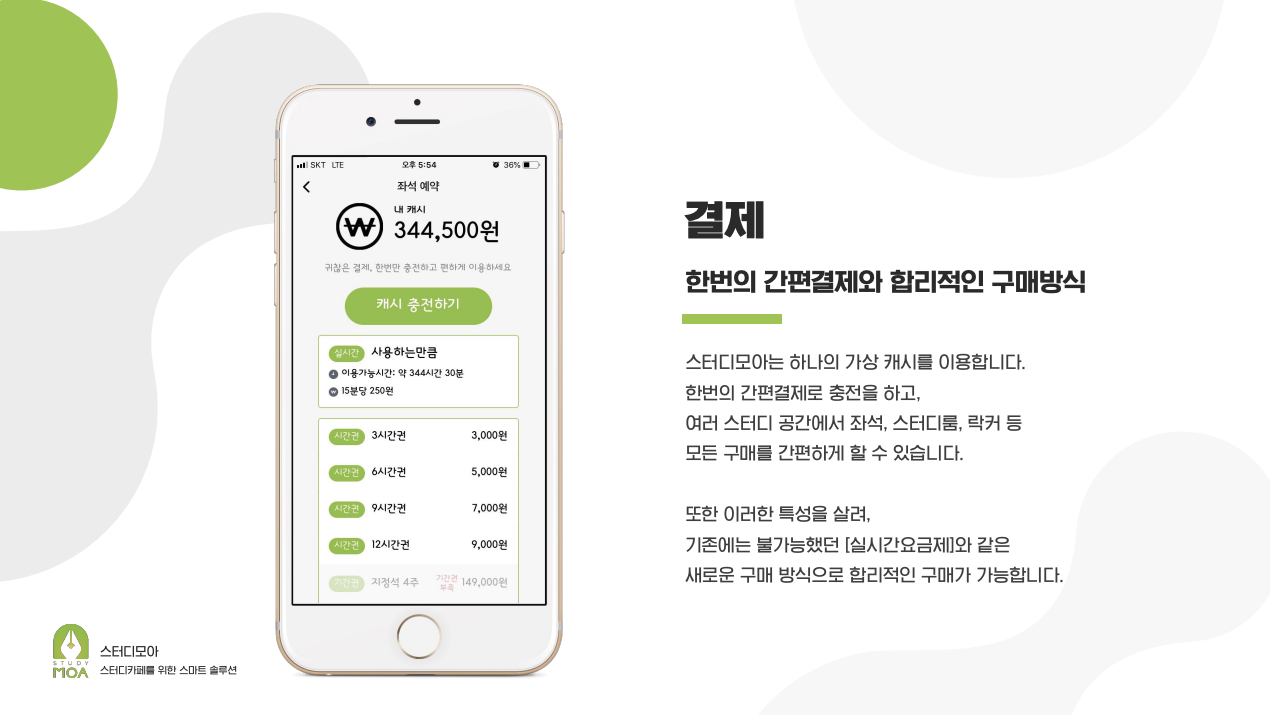 SKT LTE 오후 5:54 36%
좌석 예약
내 캐시
344,500원
귀찮은 결제, 한번만 충전하고 편하게 이용하세요
캐시 충전하기
실시간 사용하는만큼
이용가능시간: 약 344시간 30분
15분당 250원
시간권 3시간권 3,000원
시간권 6시간권 5,000원
시간권 9시간권 7,000원
시간권 12시간권 9,000원
기간권 지정석 4주 기간권 부족 149,000원
결제
한번의 간편결제와 합리적인 구매방식
스터디모아는 하나의 가상 캐시를 이용합니다.
한번의 간편결제로 충전을 하고,
여러 스터디 공간에서 좌석, 스터디룸, 락커 등
모든 구매를 간편하게 할 수 있습니다.
또한 이러한 특성을 살려,
기존에는 불가능했던 [실시간요금제]와 같은
새로운 구매 방식으로 합리적인 구매가 가능합니다.
STUDY
MOA
스터디모아
스터디카페를 위한 스마트 솔루션